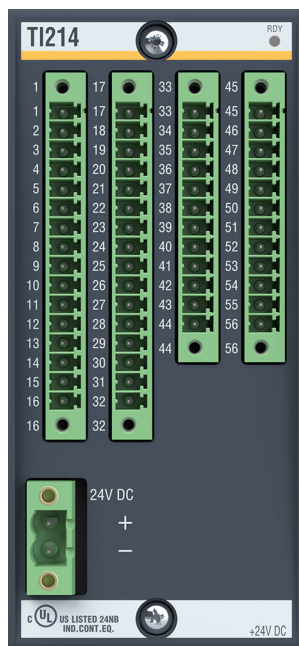 TI214
RDY
1 17 33 45
1 17 33 45
2 18 34 46
3 19 35 47
4 20 36 48
5 21 37 49
6 22 38 50
7 23 39 51
8 24 40 52
9 25 41 53
10 26 42 54
11 27 43 55
12 28 44 56
13 29 44 56
14 30
15 31
16 32
16 32
24V DC
+
−
C UL US LISTED 24NB
IND.CONT.EQ.
+24V DC